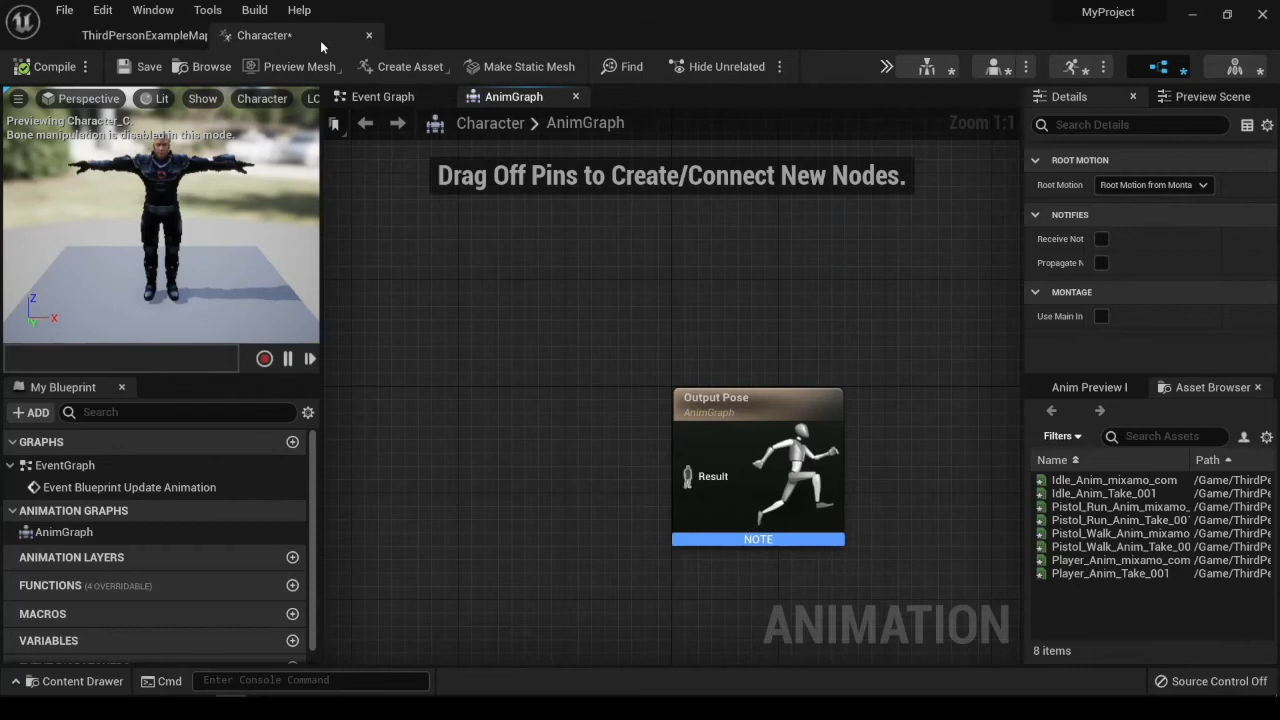 File Edit Window Tools Build Help
MyProject
ThirdPersonExampleMap
Character*
Compile Save Browse Preview Mesh Create Asset Make Static Mesh Find Hide Unrelated
Perspective Lit Show Character LO
Previewing Character_C.
Bone manipulation is disabled in this mode.
Z
X
Y
Event Graph AnimGraph
Character AnimGraph
Zoom 1:1
Drag Off Pins to Create/Connect New Nodes.
Output Pose
AnimGraph
Result
NOTE
ANIMATION
My Blueprint
ADD Search
GRAPHS
EventGraph
Event Blueprint Update Animation
ANIMATION GRAPHS
AnimGraph
ANIMATION LAYERS
FUNCTIONS (4 OVERRIDABLE)
MACROS
VARIABLES
Details Preview Scene
Search Details
ROOT MOTION
Root Motion Root Motion from Monta
NOTIFIES
Receive Not
Propagate N
MONTAGE
Use Main In
Anim Preview I Asset Browser
Filters Search Assets
Name Path
Idle_Anim_mixamo_com /Game/ThirdPe
Idle_Anim_Take_001 /Game/ThirdPe
Pistol_Run_Anim_mixamo_ /Game/ThirdPe
Pistol_Run_Anim_Take_00 /Game/ThirdPe
Pistol_Walk_Anim_mixamo /Game/ThirdPe
Pistol_Walk_Anim_Take_00 /Game/ThirdPe
Player_Anim_mixamo_com /Game/ThirdPe
Player_Anim_Take_001 /Game/ThirdPe
8 items
Content Drawer Cmd Enter Console Command
Source Control Off